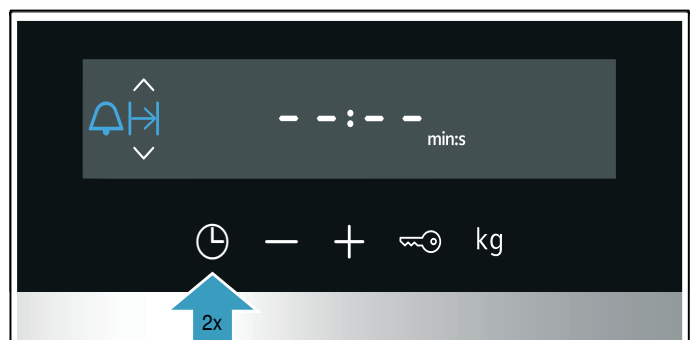 – –:– –
min:s
kg
2x